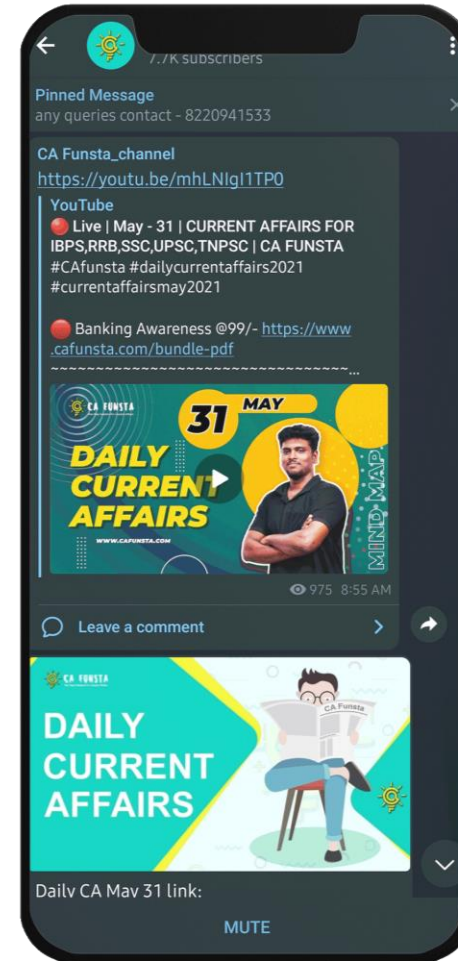 7.7K subscribers
Pinned Message
any queries contact - 8220941533
CA Funsta_channel
https://youtu.be/mhLNIgI1TP0
YouTube
🔴 Live | May - 31 | CURRENT AFFAIRS FOR
IBPS,RRB,SSC,UPSC,TNPSC | CA FUNSTA
#CAfunsta #dailycurrentaffairs2021
#currentaffairsmay2021
🔴 Banking Awareness @99/- https://www
.cafunsta.com/bundle-pdf
~~~~~~~~~~~~~~~~~~~~~~~~~~~~~~~~~...
CA FUNSTA
31 MAY
DAILY
CURRENT
AFFAIRS
WWW.CAFUNSTA.COM
MIND MAP
975 8:55 AM
Leave a comment
CA FUNSTA
CA Funsta
DAILY
CURRENT
AFFAIRS
Daily CA May 31 link:
MUTE